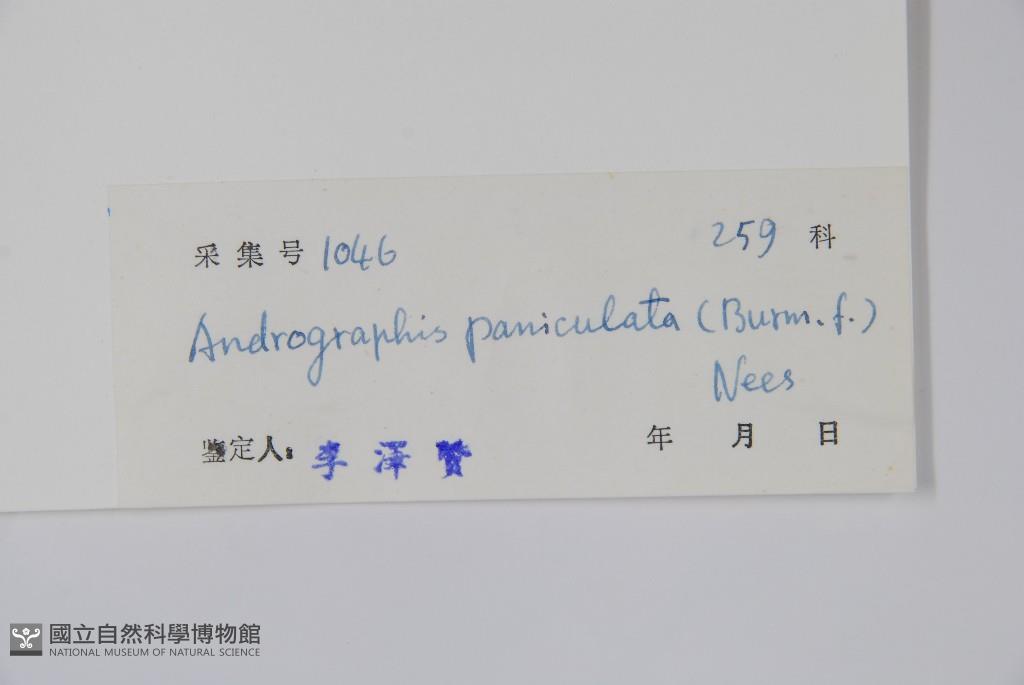 采集号 1046 259 科
Andrographis paniculata (Burm. f.)
Nees
鉴定人: 李澤賢 年 月 日
國立自然科學博物館
NATIONAL MUSEUM OF NATURAL SCIENCE